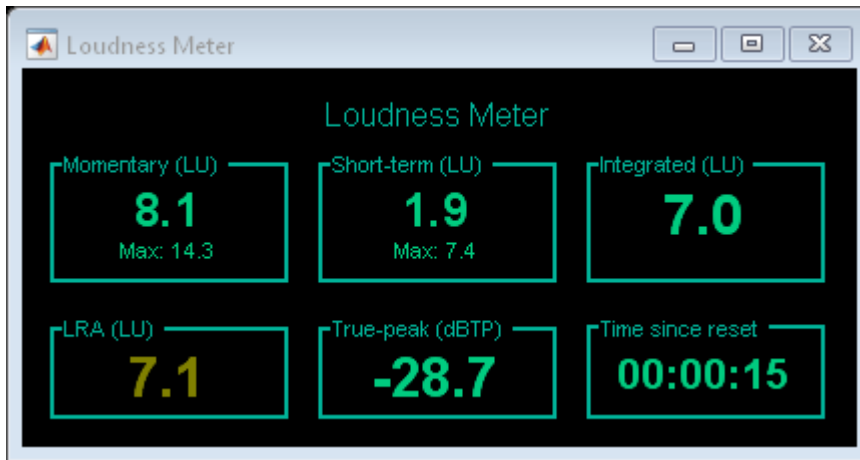 Loudness Meter
Loudness Meter
Momentary (LU)
8.1
Max: 14.3
Short-term (LU)
1.9
Max: 7.4
Integrated (LU)
7.0
LRA (LU)
7.1
True-peak (dBTP)
-28.7
Time since reset
00:00:15